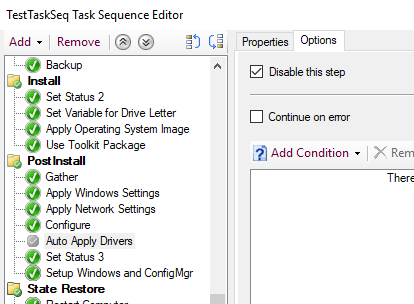 TestTaskSeq Task Sequence Editor
Add Remove
Properties Options
Backup
Install
Set Status 2
Set Variable for Drive Letter
Apply Operating System Image
Use Toolkit Package
PostInstall
Gather
Apply Windows Settings
Apply Network Settings
Configure
Auto Apply Drivers
Set Status 3
Setup Windows and ConfigMgr
State Restore
Restart Computer
Disable this step
Continue on error
Add Condition Rem
There